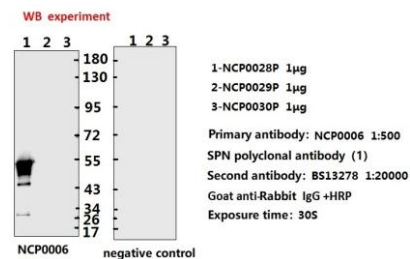 WB experiment
1 2 3
1 2 3
180
130
95
72
55
43
34
26
17
NCP0006
negative control
1-NCP0028P 1μg
2-NCP0029P 1μg
3-NCP0030P 1μg
Primary antibody: NCP0006 1:500
SPN polyclonal antibody (1)
Second antibody: BS13278 1:20000
Goat anti-Rabbit IgG +HRP
Exposure time: 30S